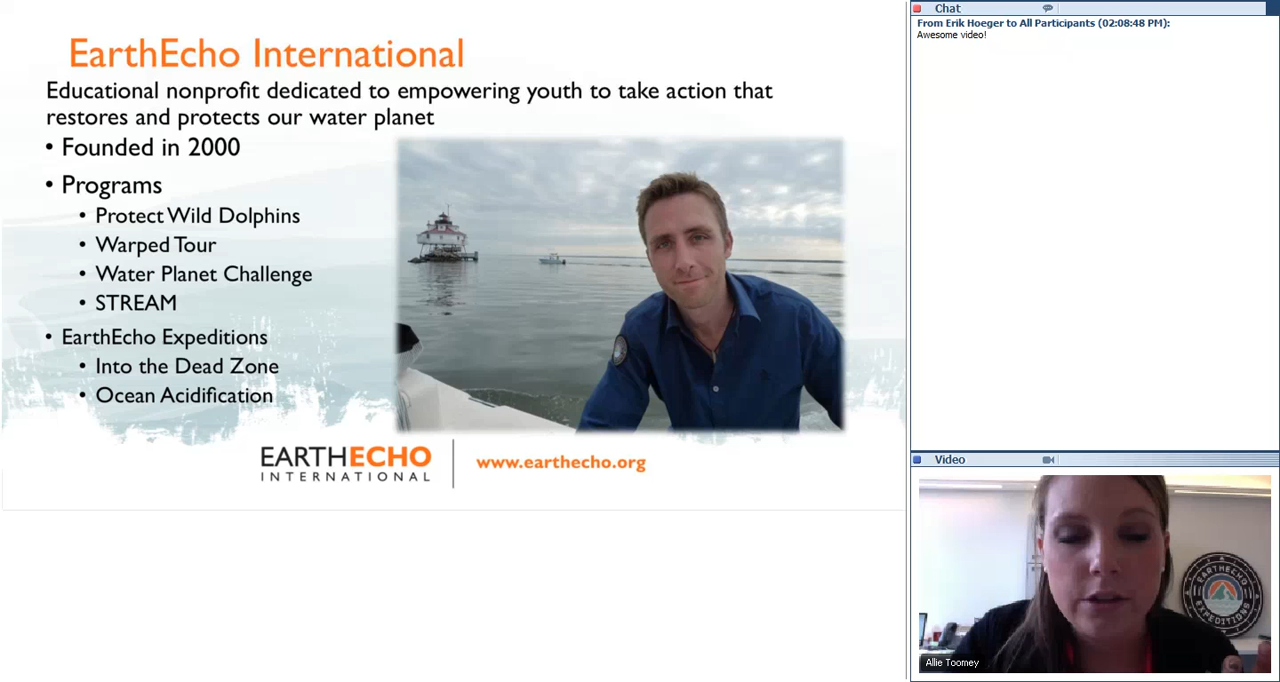 EarthEcho International
Educational nonprofit dedicated to empowering youth to take action that
restores and protects our water planet
• Founded in 2000
• Programs
• Protect Wild Dolphins
• Warped Tour
• Water Planet Challenge
• STREAM
• EarthEcho Expeditions
• Into the Dead Zone
• Ocean Acidification
EARTHECHO
INTERNATIONAL
www.earthecho.org
Chat
From Erik Hoeger to All Participants (02:08:48 PM):
Awesome video!
Video
EARTHECHO
EXPEDITIONS
Allie Toomey